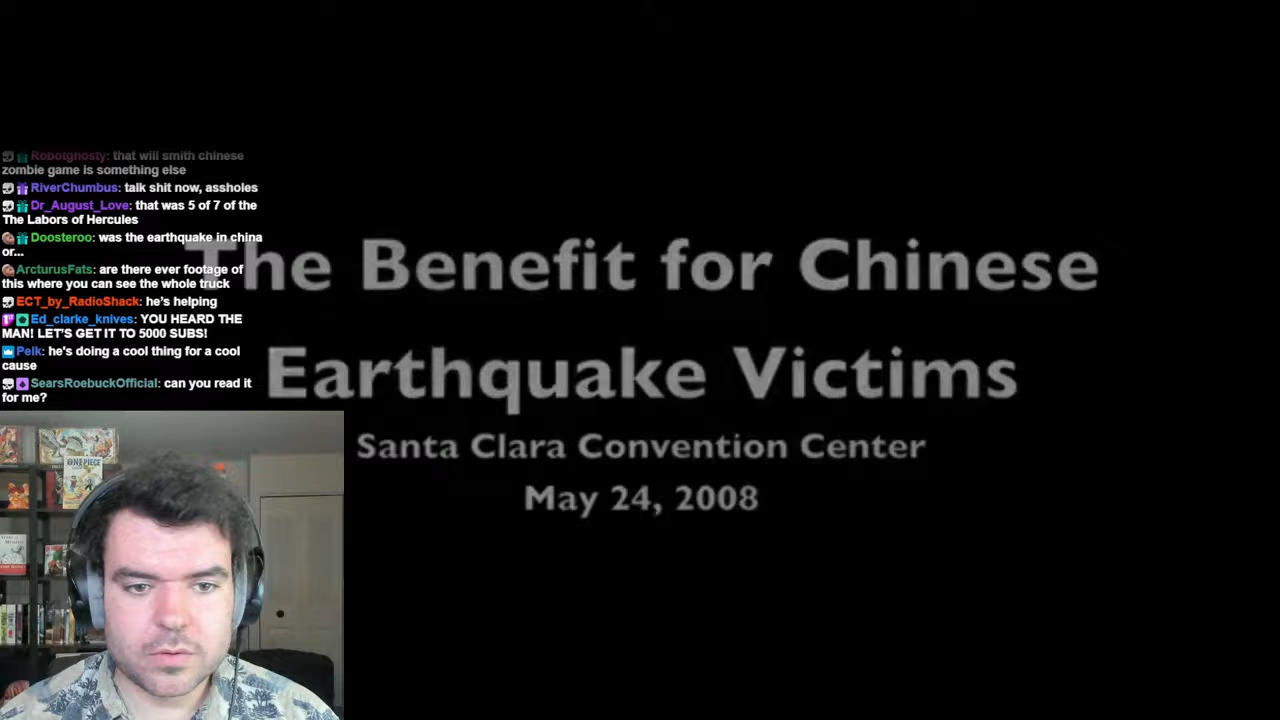 Robotgnosty: that will smith chinese
zombie game is something else
RiverChumbus: talk shit now, assholes
Dr_August_Love: that was 5 of 7 of the
The Labors of Hercules
Doosteroo: was the earthquake in china
or...
ArcturusFats: are there ever footage of
this where you can see the whole truck
ECT_by_RadioShack: he's helping
Ed_clarke_knives: YOU HEARD THE
MAN! LET'S GET IT TO 5000 SUBS!
Pelk: he's doing a cool thing for a cool
cause
SearsRoebuckOfficial: can you read it
for me?
The Benefit for Chinese
Earthquake Victims
Santa Clara Convention Center
May 24, 2008
ONE PIECE